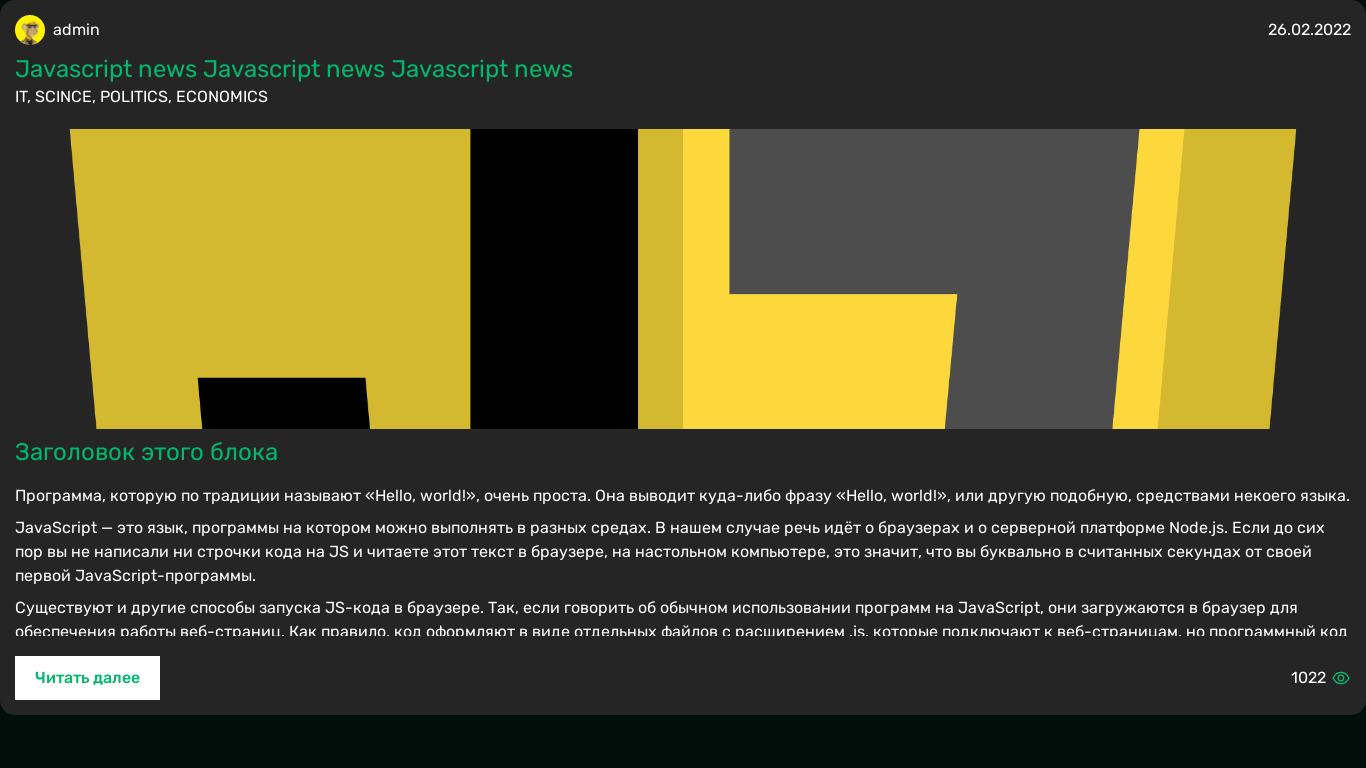 admin
26.02.2022
Javascript news Javascript news Javascript news
IT, SCINCE, POLITICS, ECONOMICS
Заголовок этого блока
Программа, которую по традиции называют «Hello, world!», очень проста. Она выводит куда-либо фразу «Hello, world!», или другую подобную, средствами некоего языка.
JavaScript — это язык, программы на котором можно выполнять в разных средах. В нашем случае речь идёт о браузерах и о серверной платформе Node.js. Если до сих
пор вы не написали ни строчки кода на JS и читаете этот текст в браузере, на настольном компьютере, это значит, что вы буквально в считанных секундах от своей
первой JavaScript-программы.
Существуют и другие способы запуска JS-кода в браузере. Так, если говорить об обычном использовании программ на JavaScript, они загружаются в браузер для
обеспечения работы веб-страниц. Как правило, код оформляют в виде отдельных файлов с расширением .js, которые подключают к веб-страницам, но программный код
Читать далее
1022